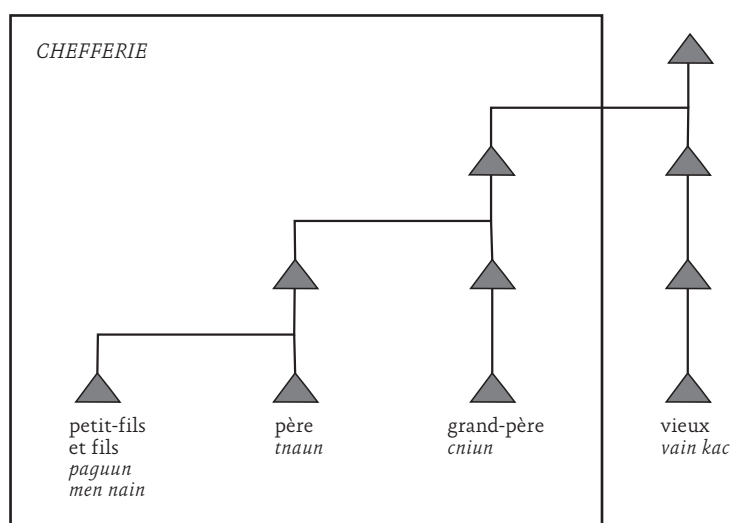 CHEFFERIE
petit-fils
et fils
paguun
men nain
père
tnaun
grand-père
cniun
vieux
vain kac